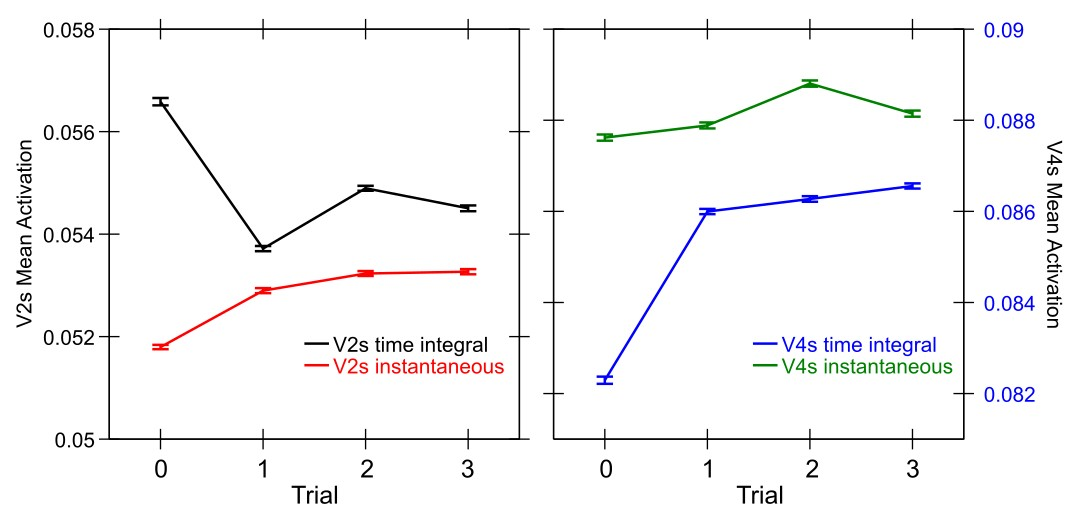 0.058
0.056
0.054
0.052
0.05
V2s Mean Activation
V2s time integral
V2s instantaneous
0 1 2 3
Trial
0.09
0.088
0.086
0.084
0.082
V4s Mean Activation
V4s time integral
V4s instantaneous
0 1 2 3
Trial